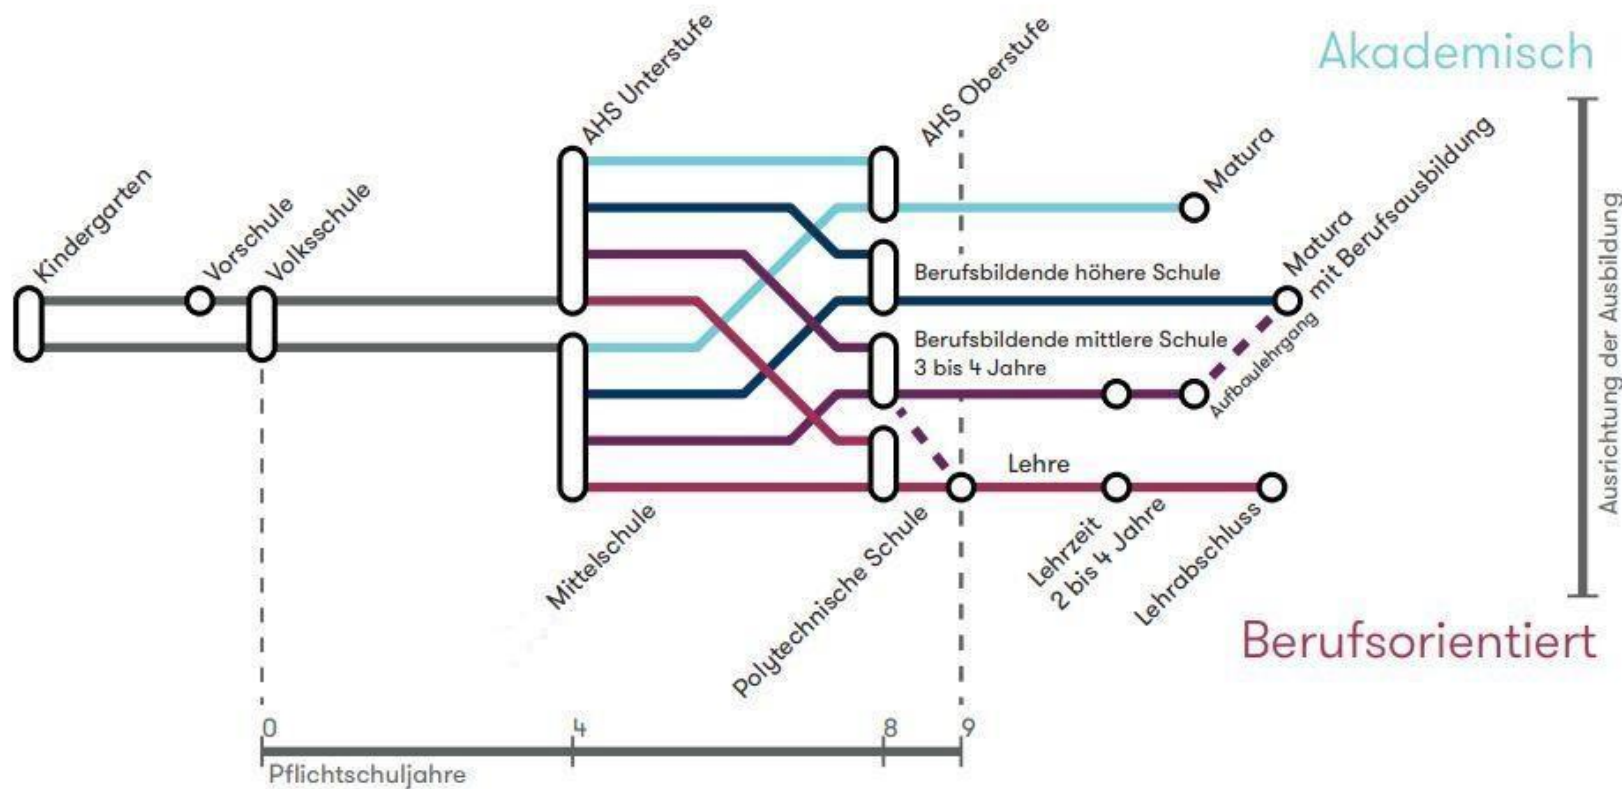 Kindergarten
Vorschule
Volksschule
AHS Unterstufe
AHS Oberstufe
Matura
Matura
mit Berufsausbildung
Akademisch
Ausrichtung der Ausbildung
Berufsbildende höhere Schule
Berufsbildende mittlere Schule
3 bis 4 Jahre
Aufbaulehrgang
Lehre
Mittelschule
Polytechnische Schule
Lehrzeit
2 bis 4 Jahre
Lehrabschluss
Berufsorientiert
0
4
8
9
Pflichtschuljahre